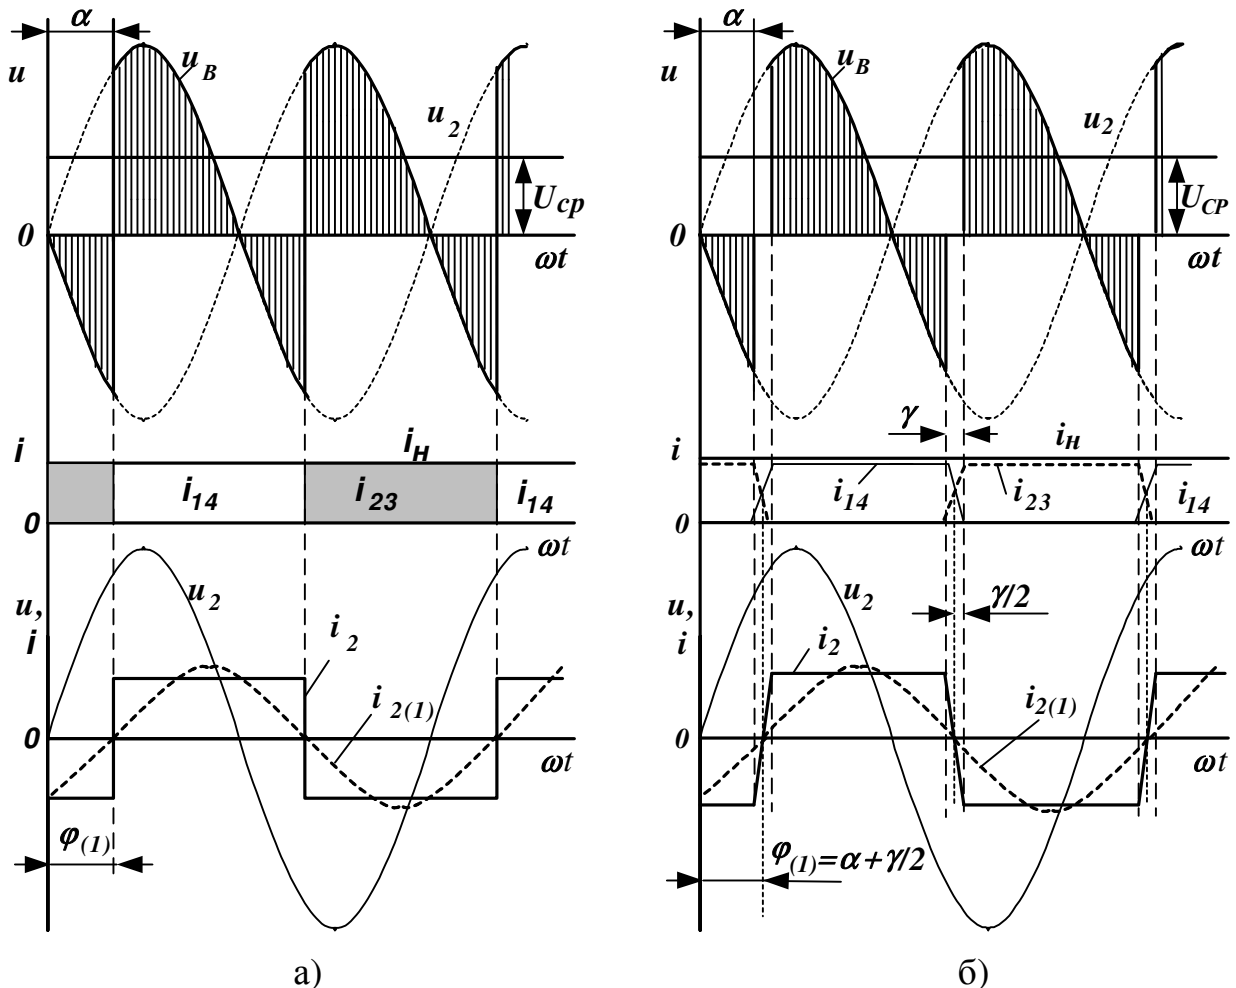 α
u
u_B
u_2
U_cp
0
ωt
i
i_H
i_14
i_23
i_14
0
ωt
u,
i
u_2
i_2
i_2(1)
0
ωt
φ_(1)
а)
α
u
u_B
u_2
U_CP
0
ωt
γ
i
i_H
i_14
i_23
i_14
0
ωt
u,
i
u_2
γ/2
i_2
i_2(1)
0
ωt
φ_(1)=α+γ/2
б)